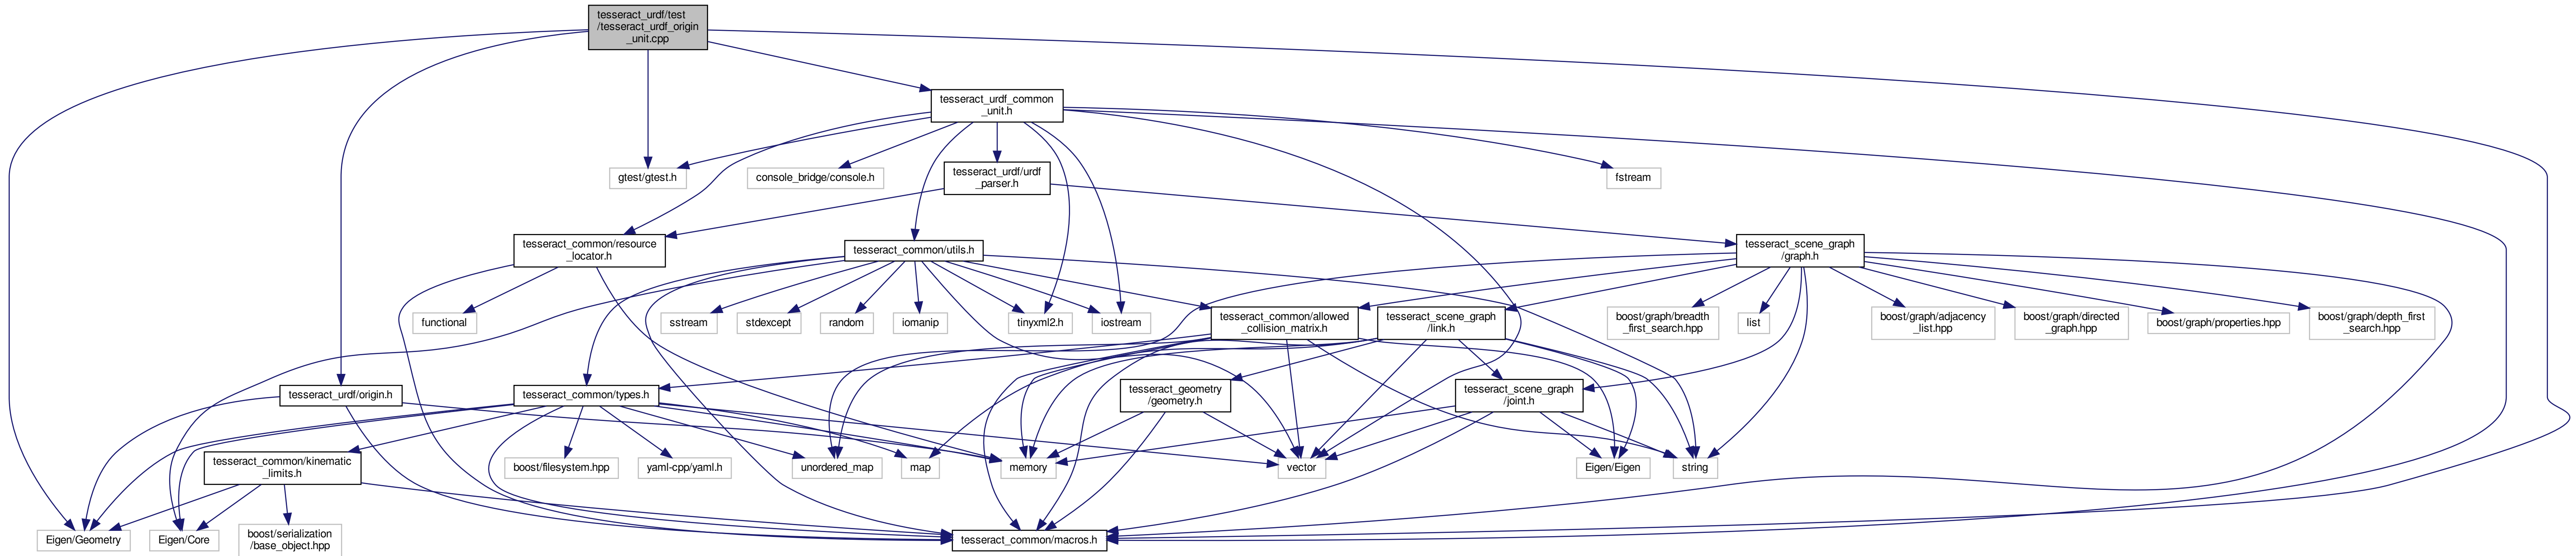 tesseract_urdf/test
/tesseract_urdf_origin
_unit.cpp
tesseract_urdf_common
_unit.h
gtest/gtest.h
console_bridge/console.h
tesseract_urdf/urdf
_parser.h
fstream
tesseract_common/resource
_locator.h
tesseract_common/utils.h
tesseract_scene_graph
/graph.h
functional
sstream
stdexcept
random
iomanip
tinyxml2.h
iostream
tesseract_common/allowed
_collision_matrix.h
tesseract_scene_graph
/link.h
boost/graph/breadth
_first_search.hpp
list
boost/graph/adjacency
_list.hpp
boost/graph/directed
_graph.hpp
boost/graph/properties.hpp
boost/graph/depth_first
_search.hpp
tesseract_urdf/origin.h
tesseract_common/types.h
tesseract_geometry
/geometry.h
tesseract_scene_graph
/joint.h
tesseract_common/kinematic
_limits.h
boost/filesystem.hpp
yaml-cpp/yaml.h
unordered_map
map
memory
vector
Eigen/Eigen
string
Eigen/Geometry
Eigen/Core
boost/serialization
/base_object.hpp
tesseract_common/macros.h